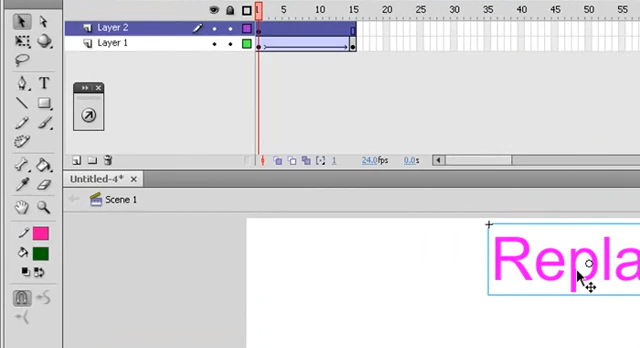 1 5 10 15 20 25 30 35 40 45 50 55
Layer 2
Layer 1
1 24.0fps 0.0s
Untitled-4*
Scene 1
T
Repla